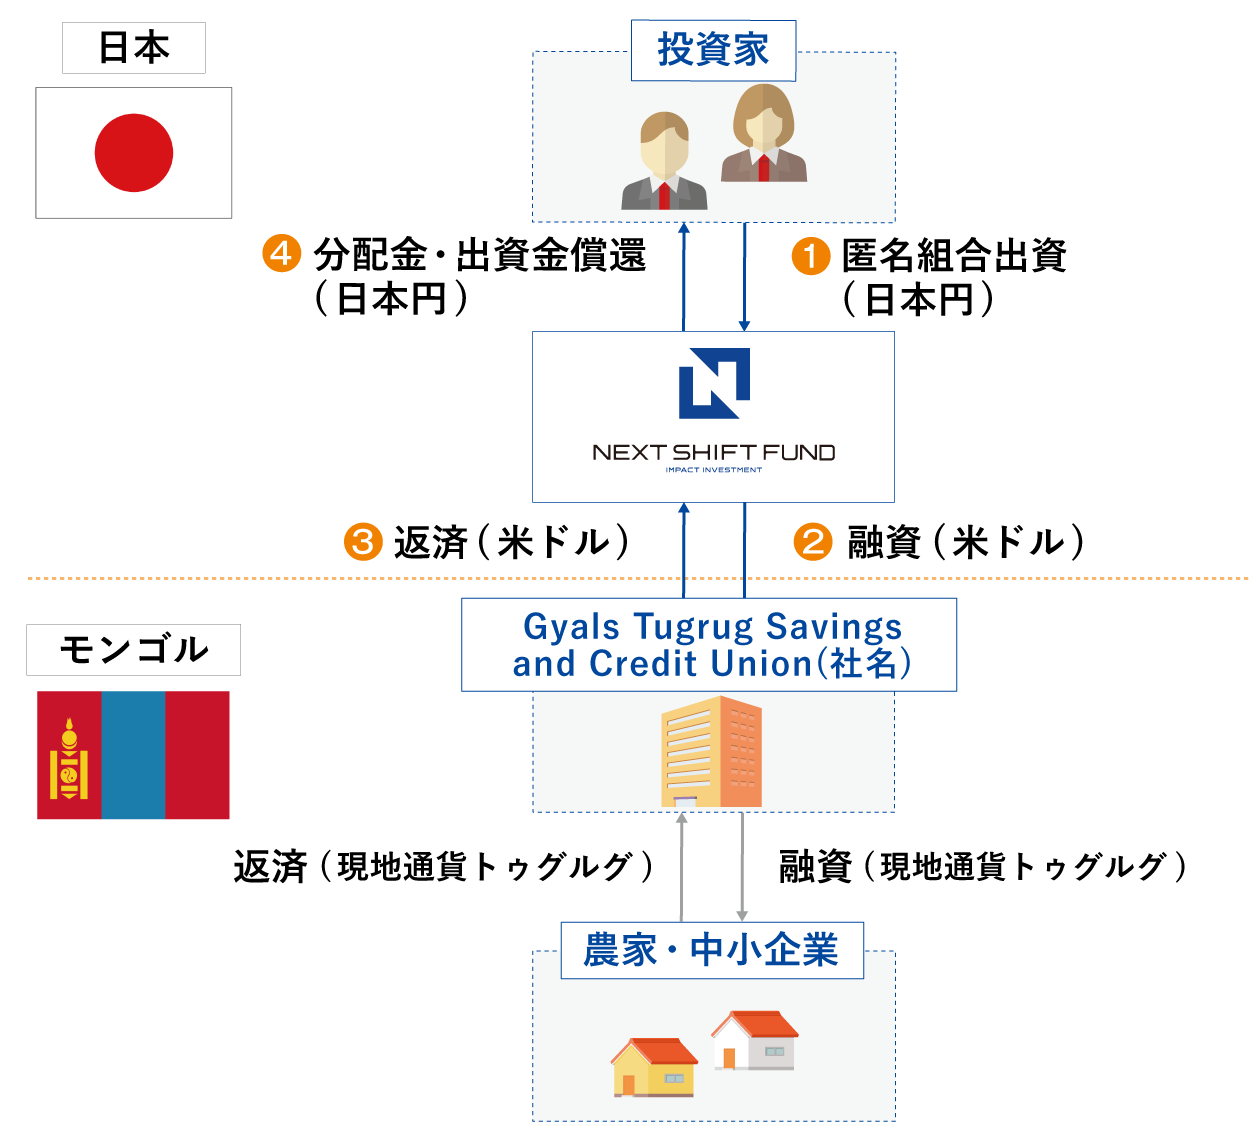 日本
投資家
④ 分配金・出資金償還
(日本円)
① 匿名組合出資
(日本円)
NEXT SHIFT FUND
IMPACT INVESTMENT
③ 返済(米ドル)
② 融資(米ドル)
モンゴル
Gyals Tugrug Savings
and Credit Union(社名)
返済(現地通貨トゥグルグ)
融資(現地通貨トゥグルグ)
農家・中小企業